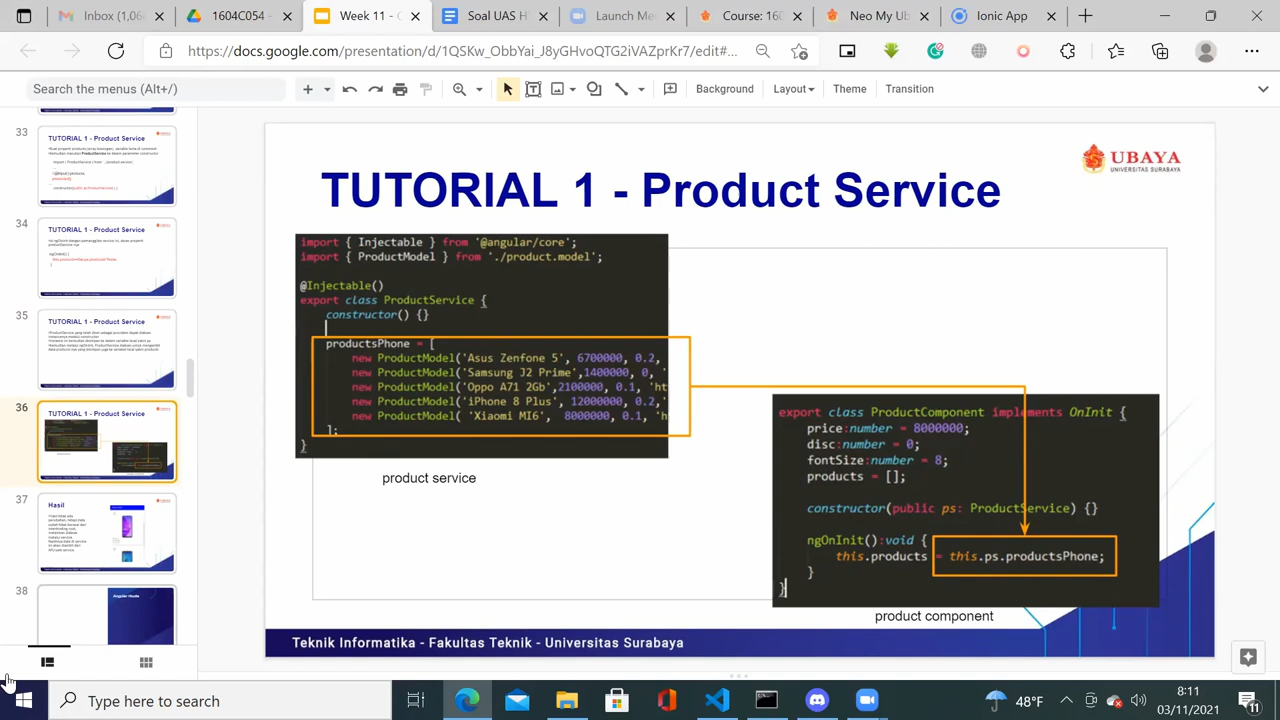 Inbox (1,06
1600C054 -
Week 11 -
Soal UAS H
Launch Me
Course: 160
Neo My Ub
Compress
https://docs.google.com/presentation/d/1QSKw_ObbYai_J8yGHvoQTG2iVAZprKr7/edit#...
Search the menus (Alt+/)
Background
Layout
Theme
Transition
33
TUTORIAL 1 - Product Service
34
TUTORIAL 1 - Product Service
35
TUTORIAL 1 - Product Service
36
TUTORIAL 1 - Product Service
37
Hasil
38
Angular Route
UBAYA
UNIVERSITAS SURABAYA
TUTORIAL 1 - Product Service
import { Injectable } from '@angular/core';
import { ProductModel } from './product.model';
@Injectable()
export class ProductService {
constructor() {}
productsPhone = [
new ProductModel('Asus Zenfone 5', 6700000, 0.2,
new ProductModel('Samsung J2 Prime',1400000, 0, '
new ProductModel('Oppo A71 2Gb',2100000, 0.1, 'ht
new ProductModel('iPhone 8 Plus', 12000000, 0.2,
new ProductModel( 'Xiaomi MI6', 8000000, 0.1, 'h
];
}
product service
export class ProductComponent implements OnInit {
price:number = 8000000;
disc:number = 0;
fontSize:number = 8;
products = [];
constructor(public ps: ProductService) {}
ngOnInit():void {
this.products = this.ps.productsPhone;
}
}
product component
Teknik Informatika - Fakultas Teknik - Universitas Surabaya
Type here to search
48°F
8:11
03/11/2021
11